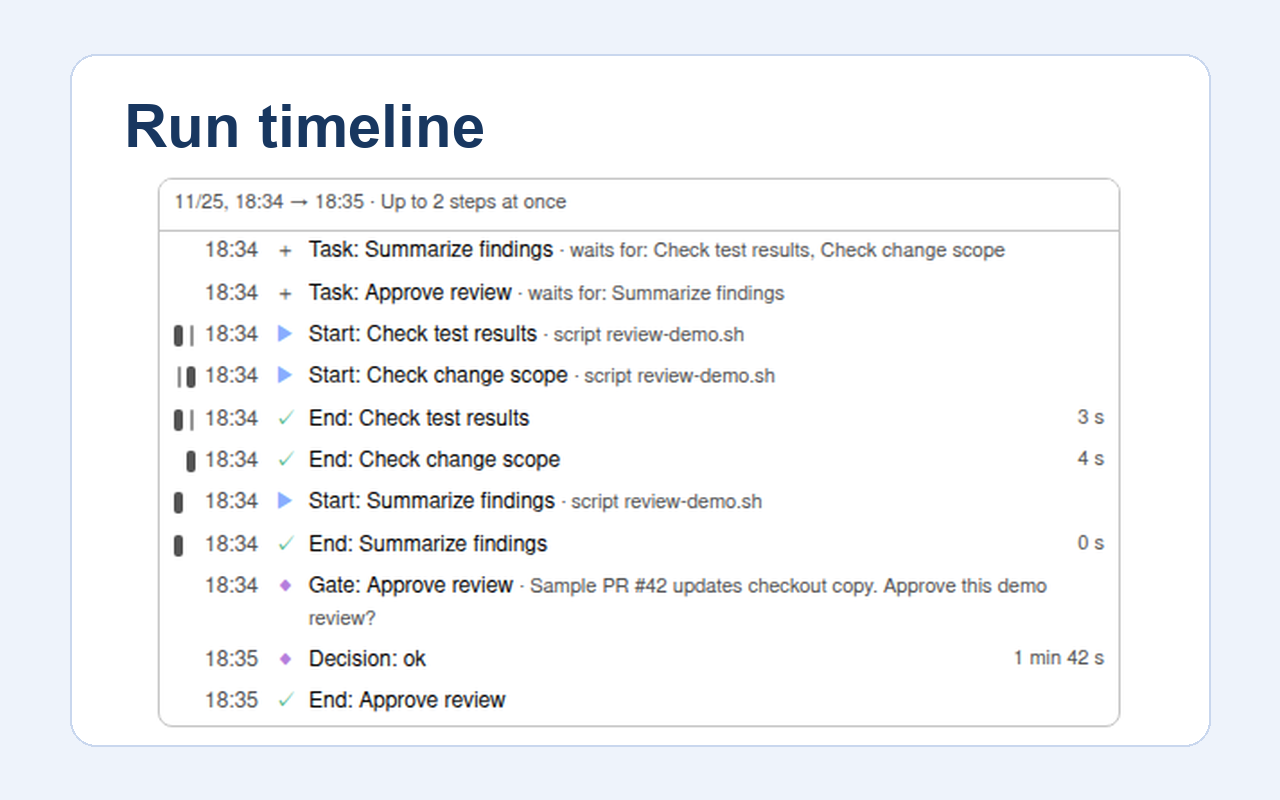 Run timeline
11/25, 18:34 → 18:35 · Up to 2 steps at once
18:34 + Task: Summarize findings · waits for: Check test results, Check change scope
18:34 + Task: Approve review · waits for: Summarize findings
18:34 ▶ Start: Check test results · script review-demo.sh
18:34 ▶ Start: Check change scope · script review-demo.sh
18:34 ✓ End: Check test results 3 s
18:34 ✓ End: Check change scope 4 s
18:34 ▶ Start: Summarize findings · script review-demo.sh
18:34 ✓ End: Summarize findings 0 s
18:34 ◆ Gate: Approve review · Sample PR #42 updates checkout copy. Approve this demo
review?
18:35 ◆ Decision: ok 1 min 42 s
18:35 ✓ End: Approve review